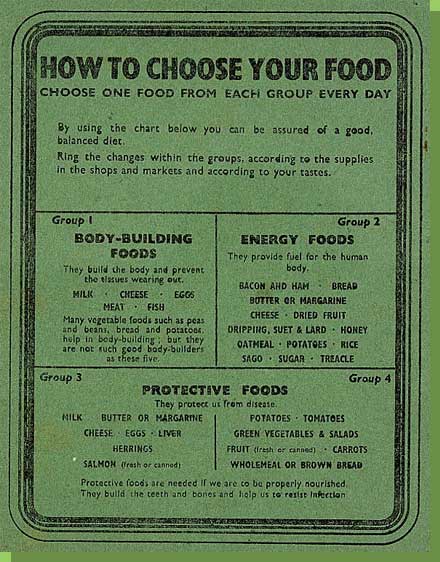 HOW TO CHOOSE YOUR FOOD
CHOOSE ONE FOOD FROM EACH GROUP EVERY DAY
By using the chart below you can be assured of a good,
balanced diet.
Ring the changes within the groups, according to the supplies
in the shops and markets and according to your tastes.
Group 1
BODY-BUILDING
FOODS
They build the body and prevent
the tissues wearing out.
MILK · CHEESE · EGGS
MEAT · FISH
Many vegetable foods such as peas
and beans, bread and potatoes,
help in body-building ; but they
are not such good body-builders
as these five.
Group 2
ENERGY FOODS
They provide fuel for the human
body.
BACON AND HAM · BREAD
BUTTER OR MARGARINE
CHEESE · DRIED FRUIT
DRIPPING, SUET & LARD · HONEY
OATMEAL · POTATOES · RICE
SAGO · SUGAR · TREACLE
Group 3
Group 4
PROTECTIVE FOODS
They protect us from disease.
MILK BUTTER OR MARGARINE
CHEESE · EGGS · LIVER
HERRINGS
SALMON (fresh or canned)
POTATOES · TOMATOES
GREEN VEGETABLES & SALADS
FRUIT (fresh or canned) · CARROTS
WHOLEMEAL OR BROWN BREAD
Protective foods are needed if we are to be properly nourished.
They build the teeth and bones and help us to resist infection